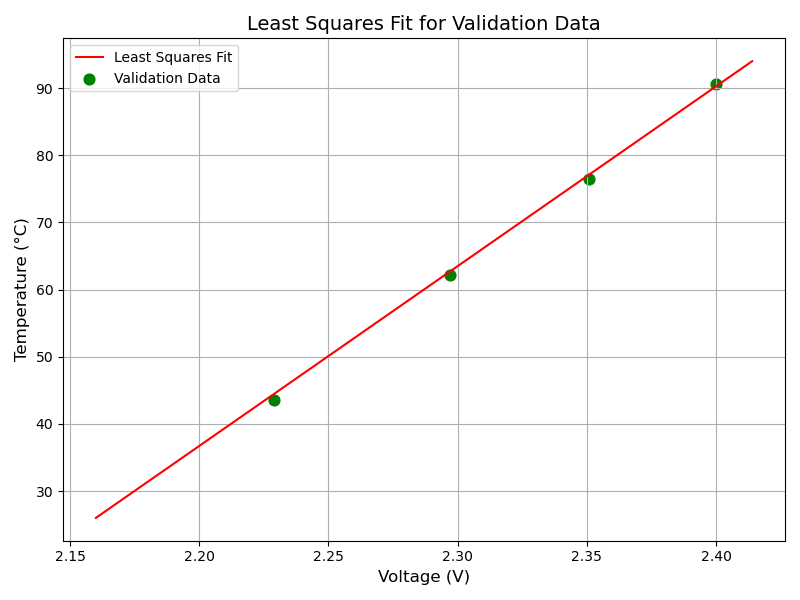 Least Squares Fit for Validation Data
Least Squares Fit
Validation Data
90
80
70
60
50
40
30
Temperature (°C)
2.15 2.20 2.25 2.30 2.35 2.40
Voltage (V)